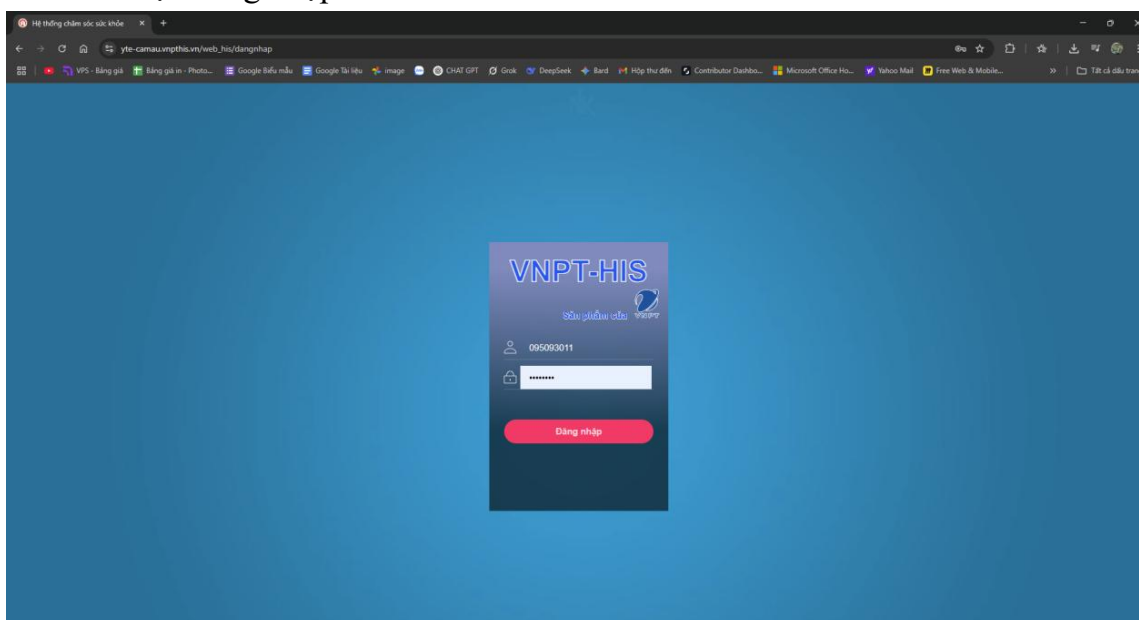 Hệ thống chăm sóc sức khỏe
yte-camau.vnpthis.vn/web_his/dangnhap
VPS - Bảng giá
Bảng giá in - Photo...
Google Biểu mẫu
Google Tài liệu
image
CHAT GPT
Grok
DeepSeek
Bard
Hộp thư đến
Contributor Dashbo...
Microsoft Office Ho...
Yahoo Mail
Free Web & Mobile...
Tất cả dấu tran
VNPT-HIS
Sản phẩm của VNPT
095093011
Đăng nhập